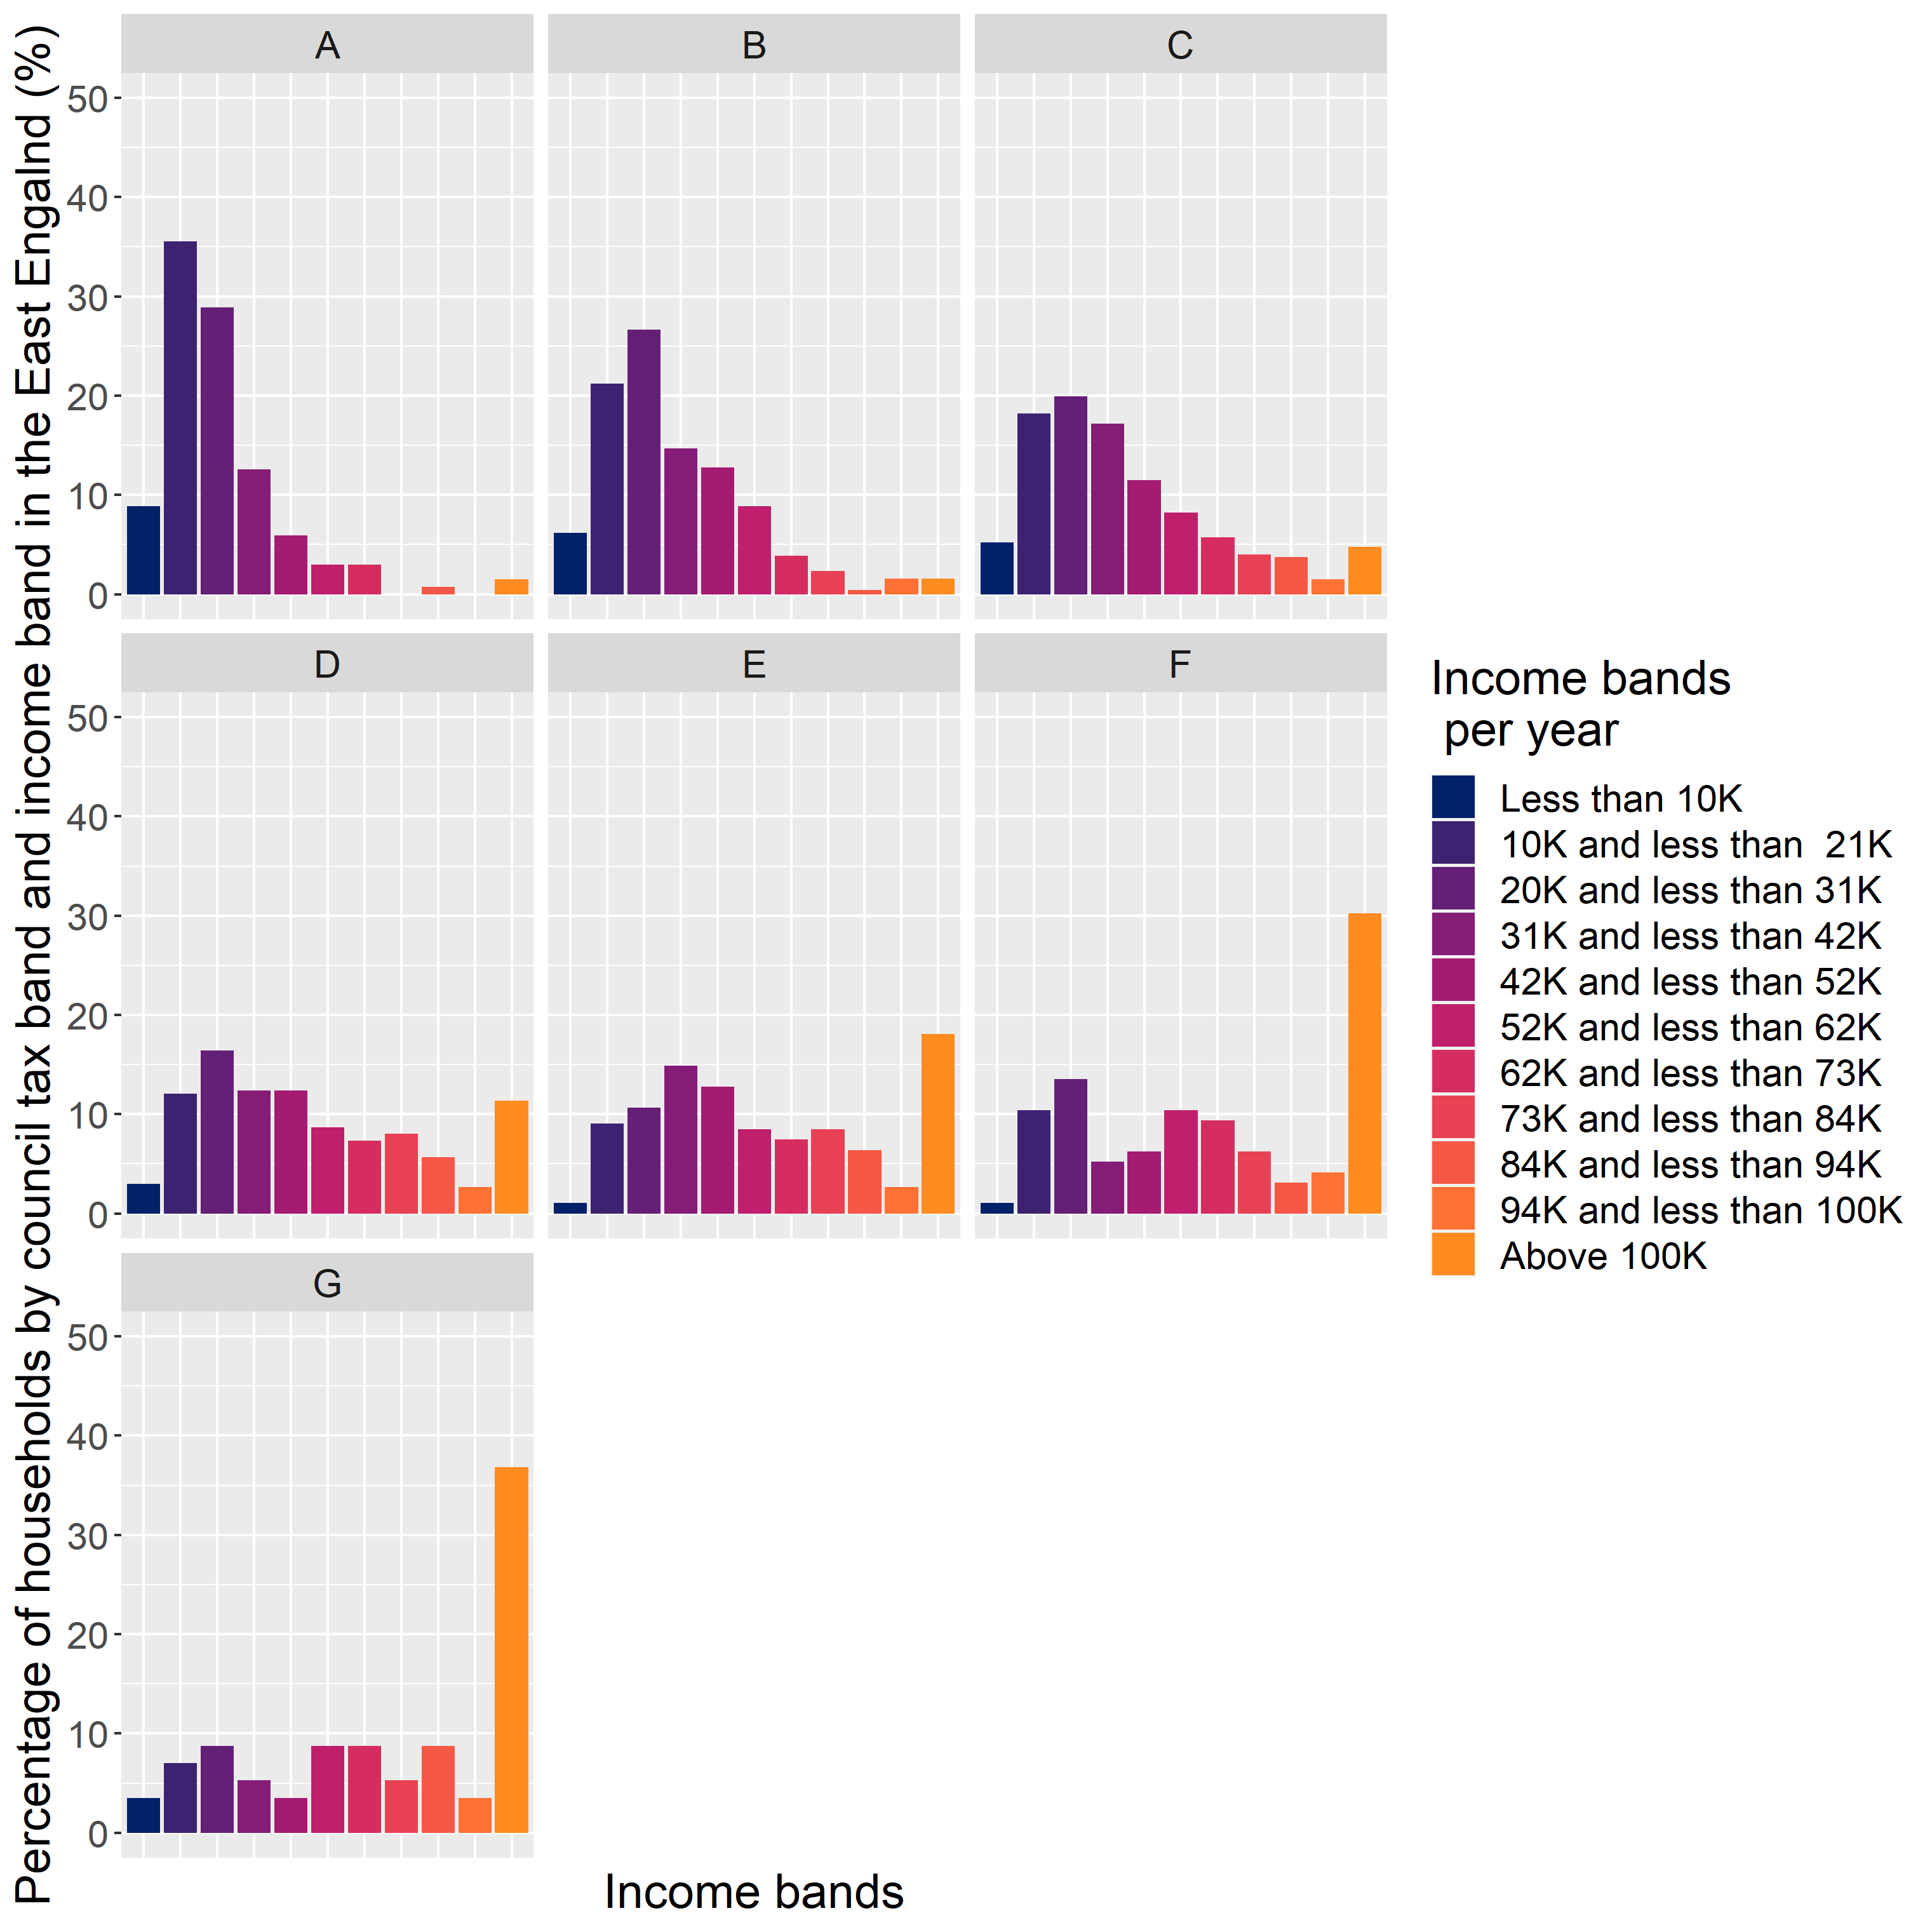 Percentage of households by council tax band and income band in the East Engalnd (%)
A
B
C
50
40
30
20
10
0
D
E
F
50
40
30
20
10
0
G
50
40
30
20
10
0
Income bands
Income bands
per year
Less than 10K
10K and less than  21K
20K and less than 31K
31K and less than 42K
42K and less than 52K
52K and less than 62K
62K and less than 73K
73K and less than 84K
84K and less than 94K
94K and less than 100K
Above 100K